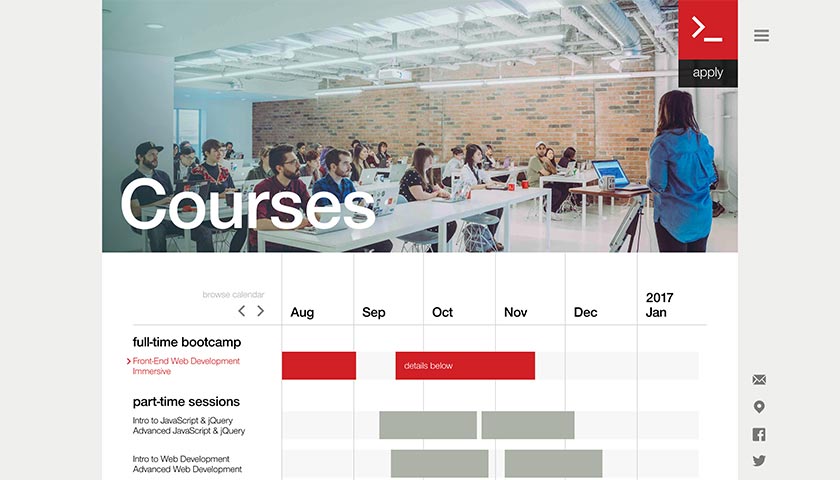 >_
apply
Courses
browse calendar
Aug
Sep
Oct
Nov
Dec
2017
Jan
full-time bootcamp
Front-End Web Development
Immersive
details below
part-time sessions
Intro to JavaScript & jQuery
Advanced JavaScript & jQuery
Intro to Web Development
Advanced Web Development